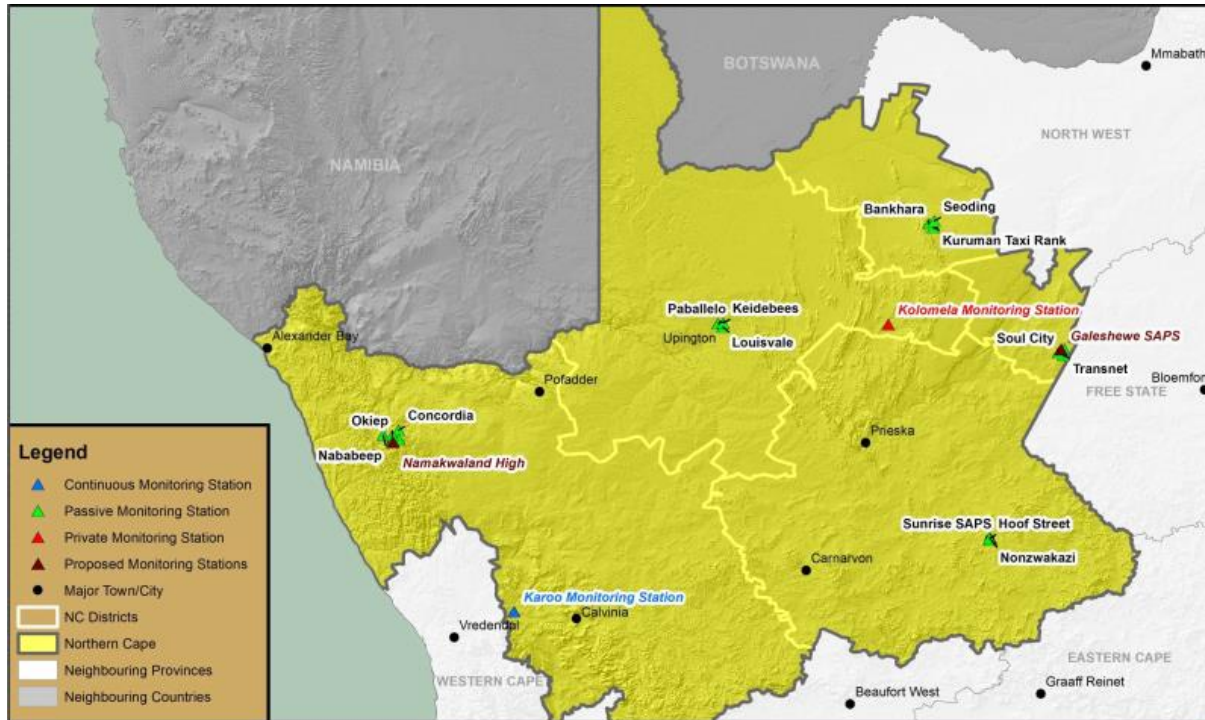 BOTSWANA
Mmabath
NORTH WEST
NAMIBIA
Bankhara
Seoding
Kuruman Taxi Rank
Paballelo
Keidebees
Upington
Louisvale
Kolomela Monitoring Station
Soul City
Galeshewe SAPS
Transnet
Bloemfon
FREE STATE
Alexander Bay
Pofadder
Okiep
Concordia
Nababeep
Namakwaland High
Prieska
Sunrise SAPS
Hoof Street
Nonzwakazi
Carnarvon
Karoo Monitoring Station
Calvinia
Vredendal
WESTERN CAPE
EASTERN CAPE
Beaufort West
Graaff Reinet
Legend
Continuous Monitoring Station
Passive Monitoring Station
Private Monitoring Station
Proposed Monitoring Stations
Major Town/City
NC Districts
Northern Cape
Neighbouring Provinces
Neighbouring Countries